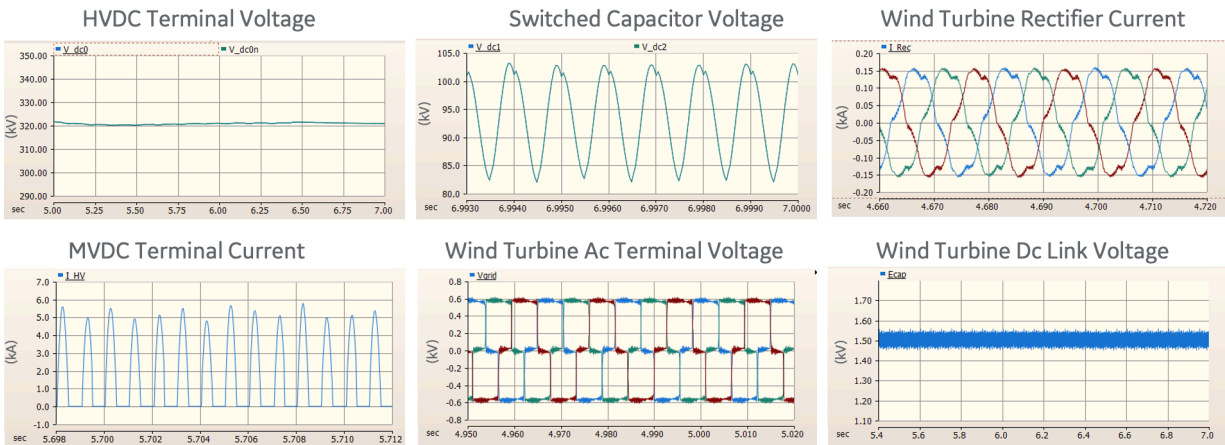 HVDC Terminal Voltage
V_dc0 V_dc0n
350.00
340.00
330.00
320.00
310.00
300.00
290.00
(kV)
sec 5.00 5.25 5.50 5.75 6.00 6.25 6.50 6.75 7.00
Switched Capacitor Voltage
V_dc1 V_dc2
105.0
100.0
95.0
90.0
85.0
80.0
(kV)
sec 6.9930 6.9940 6.9950 6.9960 6.9970 6.9980 6.9990 7.0000
Wind Turbine Rectifier Current
I_Rec
0.20
0.15
0.10
0.05
0.00
-0.05
-0.10
-0.15
-0.20
(kA)
sec 4.660 4.670 4.680 4.690 4.700 4.710 4.720
MVDC Terminal Current
I_HV
7.0
6.0
5.0
4.0
3.0
2.0
1.0
0.0
-1.0
(kA)
sec 5.698 5.700 5.702 5.704 5.706 5.708 5.710 5.712
Wind Turbine Ac Terminal Voltage
Vgrid
0.8
0.6
0.4
0.2
0.0
-0.2
-0.4
-0.6
-0.8
(kV)
sec 4.950 4.960 4.970 4.980 4.990 5.000 5.010 5.020
Wind Turbine Dc Link Voltage
Ecap
1.70
1.60
1.50
1.40
1.30
1.20
1.10
(kV)
sec 5.4 5.6 5.8 6.0 6.2 6.4 6.6 6.8 7.0